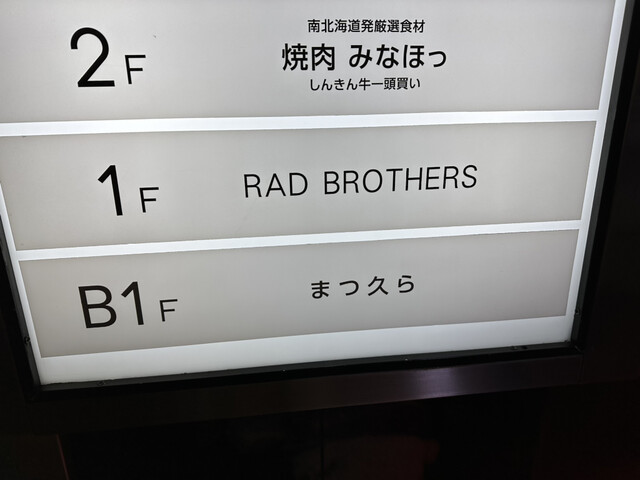 南北海道発厳選食材
2F 焼肉 みなほっ
しんきん牛一頭買い
1F RAD BROTHERS
B1F まつ久ら